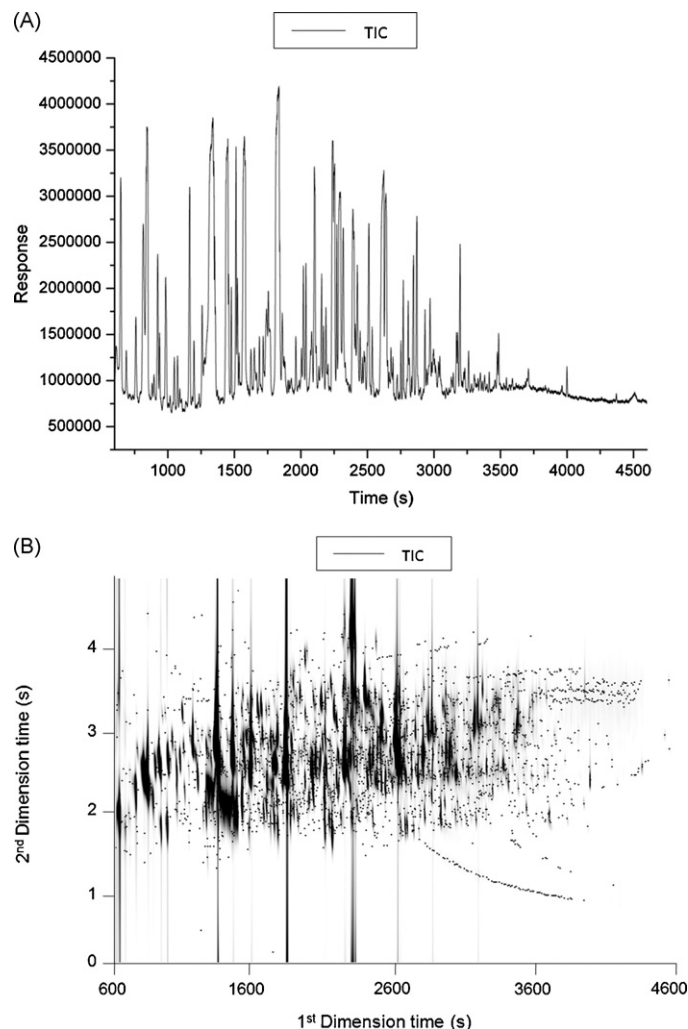 (A)
TIC
4500000
4000000
3500000
3000000
2500000
2000000
1500000
1000000
500000
Response
1000 1500 2000 2500 3000 3500 4000 4500
Time (s)
(B)
TIC
4
3
2
1
0
2nd Dimension time (s)
600 1600 2600 3600 4600
1st Dimension time (s)